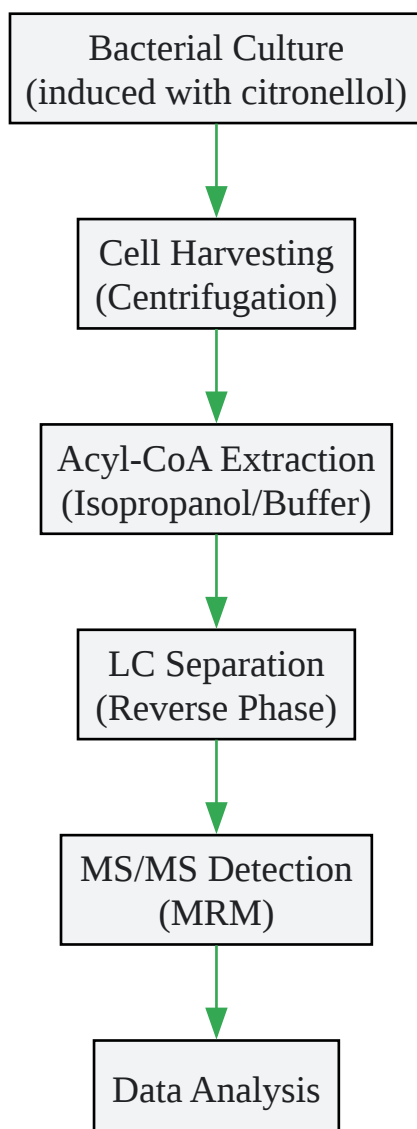 Bacterial Culture
(induced with citronellol)
Cell Harvesting
(Centrifugation)
Acyl-CoA Extraction
(Isopropanol/Buffer)
LC Separation
(Reverse Phase)
MS/MS Detection
(MRM)
Data Analysis